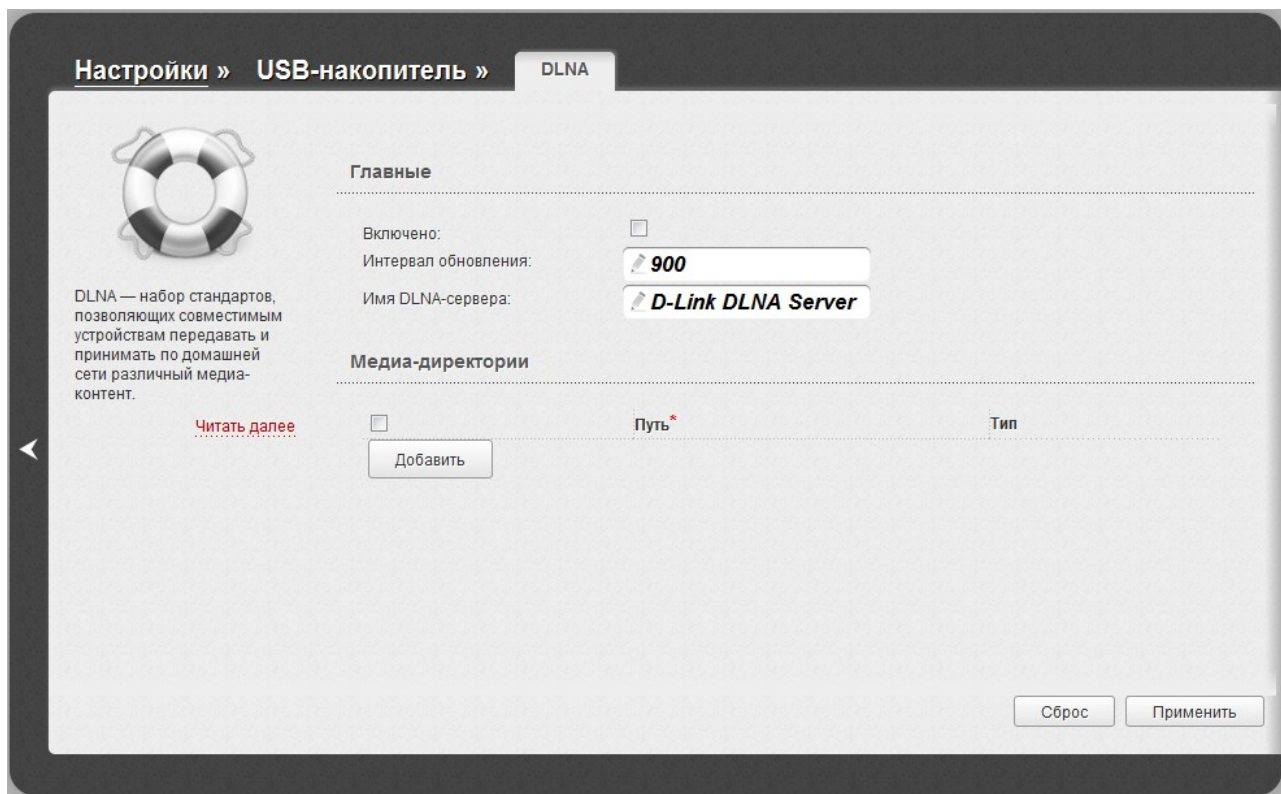 Настройки » USB-накопитель » DLNA
DLNA — набор стандартов,
позволяющих совместимым
устройствам передавать и
принимать по домашней
сети различный медиа-
контент.
Читать далее
Главные
Включено:
Интервал обновления: 900
Имя DLNA-сервера: D-Link DLNA Server
Медиа-директории
Путь* Тип
Добавить
Сброс Применить